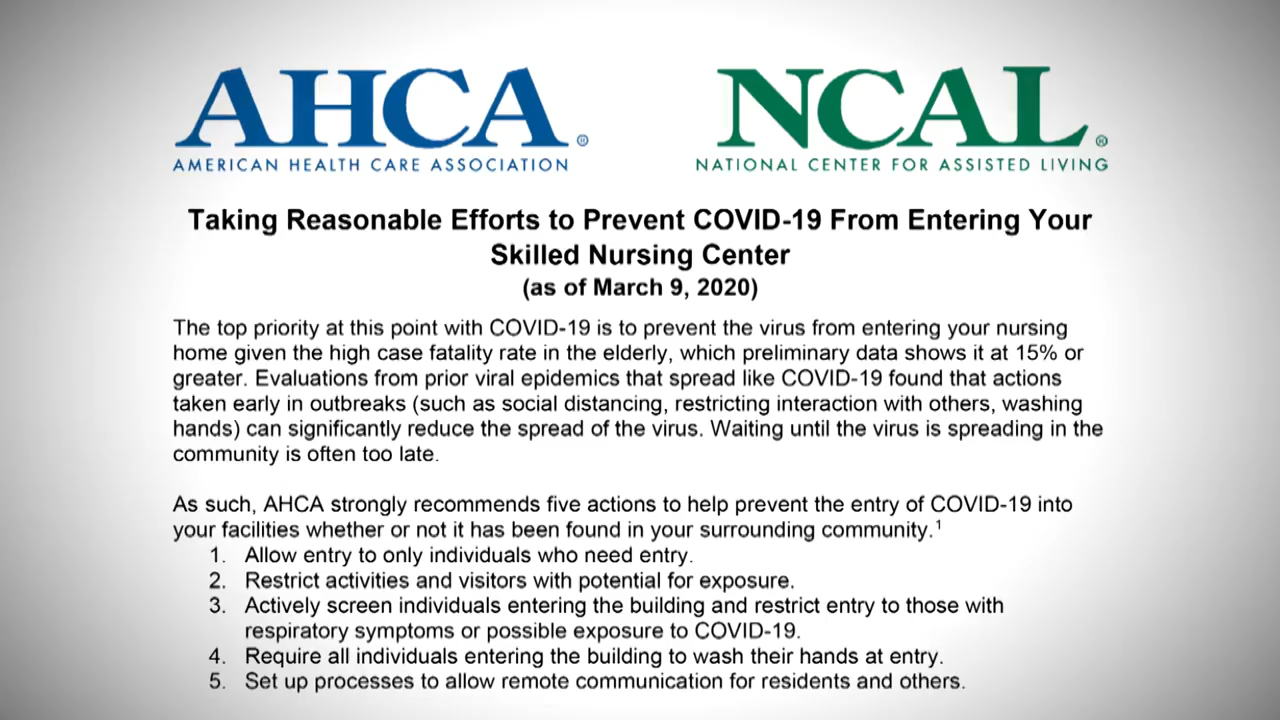 AHCA® NCAL®
AMERICAN HEALTH CARE ASSOCIATION NATIONAL CENTER FOR ASSISTED LIVING
Taking Reasonable Efforts to Prevent COVID-19 From Entering Your
Skilled Nursing Center
(as of March 9, 2020)
The top priority at this point with COVID-19 is to prevent the virus from entering your nursing
home given the high case fatality rate in the elderly, which preliminary data shows it at 15% or
greater. Evaluations from prior viral epidemics that spread like COVID-19 found that actions
taken early in outbreaks (such as social distancing, restricting interaction with others, washing
hands) can significantly reduce the spread of the virus. Waiting until the virus is spreading in the
community is often too late.
As such, AHCA strongly recommends five actions to help prevent the entry of COVID-19 into
your facilities whether or not it has been found in your surrounding community.¹
1. Allow entry to only individuals who need entry.
2. Restrict activities and visitors with potential for exposure.
3. Actively screen individuals entering the building and restrict entry to those with
respiratory symptoms or possible exposure to COVID-19.
4. Require all individuals entering the building to wash their hands at entry.
5. Set up processes to allow remote communication for residents and others.